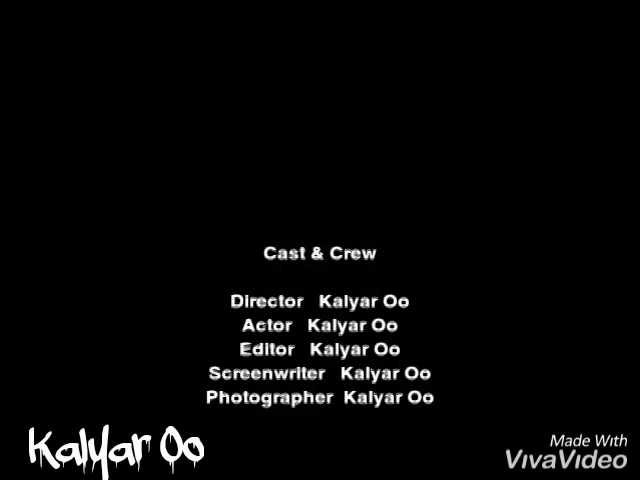 Cast & Crew
Director Kalyar Oo
Actor Kalyar Oo
Editor Kalyar Oo
Screenwriter Kalyar Oo
Photographer Kalyar Oo
Kalyar Oo
Made With
VivaVideo